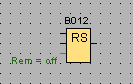 B012
RS
Rem = off